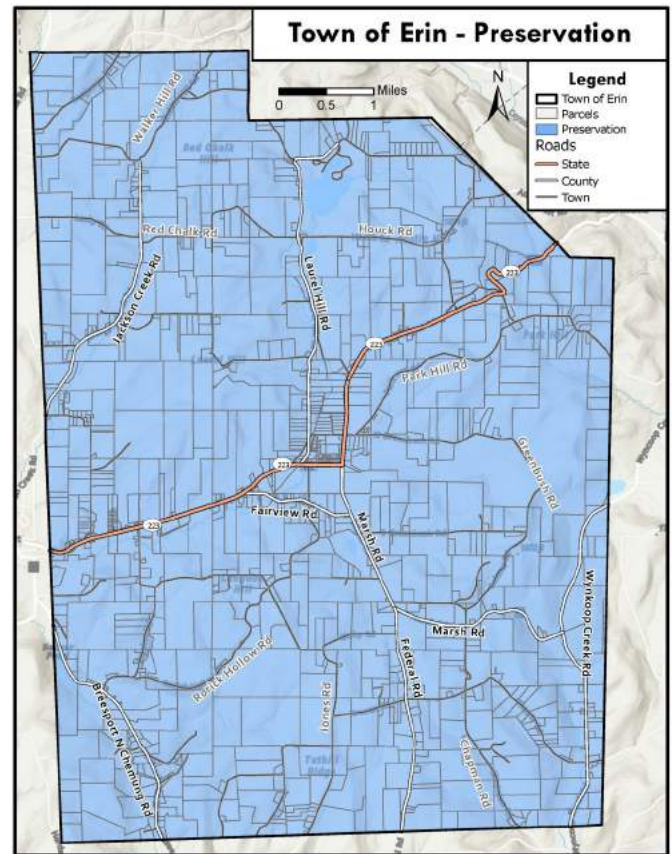 Town of Erin - Preservation
0 0.5 1 Miles
N
Legend
Town of Erin
Parcels
Preservation
Roads
State
County
Town
Walker Hill Rd
Red Chalk
Red Chalk Rd
Houck Rd
Laurel Hill Rd
Jackson Creek Rd
223
223
Park Hill Rd
Greenbush Rd
223
Fairview Rd
223
Marsh Rd
Wynkoop Creek Rd
Marsh Rd
Federal Rd
Rorick Hollow Rd
Jones Rd
Breesport N Chemung Rd
Chapman Rd